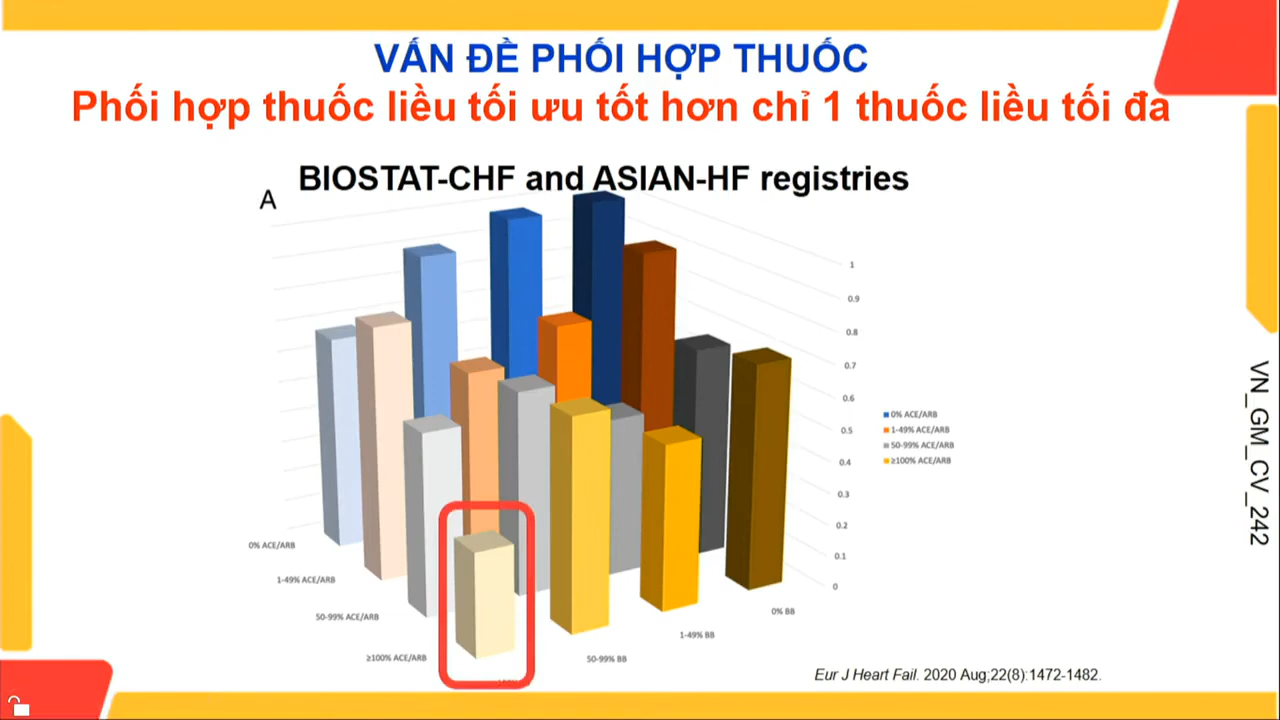 VẤN ĐỀ PHỐI HỢP THUỐC
Phối hợp thuốc liều tối ưu tốt hơn chỉ 1 thuốc liều tối đa
BIOSTAT-CHF and ASIAN-HF registries
A
1
0.9
0.8
0.7
0.6
0.5
0.4
0.3
0.2
0.1
0
0% ACE/ARB
1-49% ACE/ARB
50-99% ACE/ARB
≥100% ACE/ARB
0% ACE/ARB
1-49% ACE/ARB
50-99% ACE/ARB
≥100% ACE/ARB
0% BB
1-49% BB
50-99% BB
Eur J Heart Fail. 2020 Aug;22(8):1472-1482.
VN_GM_CV_242